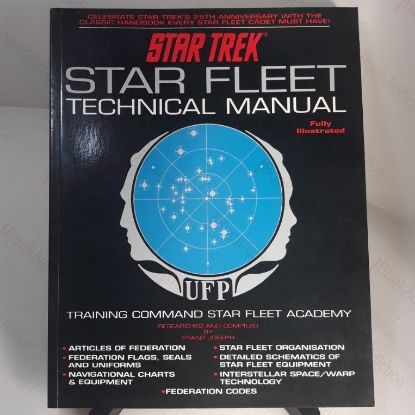 CELEBRATE STAR TREK'S 25TH ANNIVERSARY WITH THE
CLASSIC HANDBOOK EVERY STAR FLEET CADET MUST HAVE!
STAR TREK®
STAR FLEET
TECHNICAL MANUAL
Fully
Illustrated
UFP
TRAINING COMMAND STAR FLEET ACADEMY
RESEARCHED AND COMPILED
BY
FRANZ JOSEPH
• ARTICLES OF FEDERATION
• FEDERATION FLAGS, SEALS
AND UNIFORMS
• NAVIGATIONAL CHARTS
& EQUIPMENT
• STAR FLEET ORGANISATION
• DETAILED SCHEMATICS OF
STAR FLEET EQUIPMENT
• INTERSTELLAR SPACE/WARP
TECHNOLOGY
• FEDERATION CODES